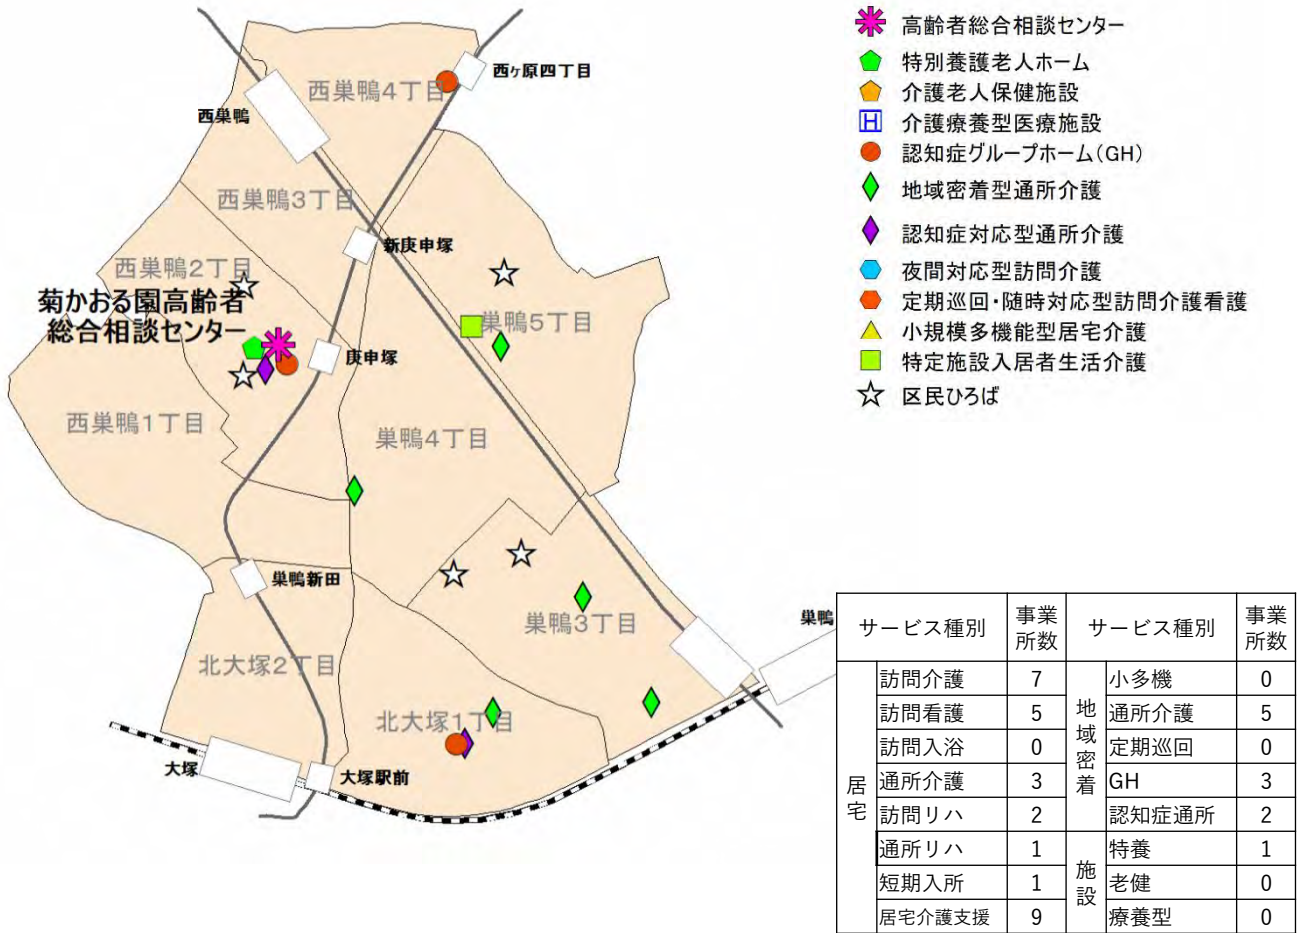 西ヶ原四丁目
西巣鴨4丁目
西巣鴨
西巣鴨3丁目
新庚申塚
西巣鴨2丁目
菊かおる園高齢者
総合相談センター
巣鴨5丁目
庚申塚
西巣鴨1丁目
巣鴨4丁目
巣鴨新田
巣鴨3丁目
巣鴨
北大塚2丁目
北大塚1丁目
大塚
大塚駅前
高齢者総合相談センター
特別養護老人ホーム
介護老人保健施設
H 介護療養型医療施設
認知症グループホーム(GH)
地域密着型通所介護
認知症対応型通所介護
夜間対応型訪問介護
定期巡回・随時対応型訪問介護看護
小規模多機能型居宅介護
特定施設入居者生活介護
区民ひろば
サービス種別 事業所数 サービス種別 事業所数
居宅 訪問介護 7 地域密着 小多機 0
訪問看護 5 通所介護 5
訪問入浴 0 定期巡回 0
通所介護 3 GH 3
訪問リハ 2 認知症通所 2
通所リハ 1 施設 特養 1
短期入所 1 老健 0
居宅介護支援 9 療養型 0